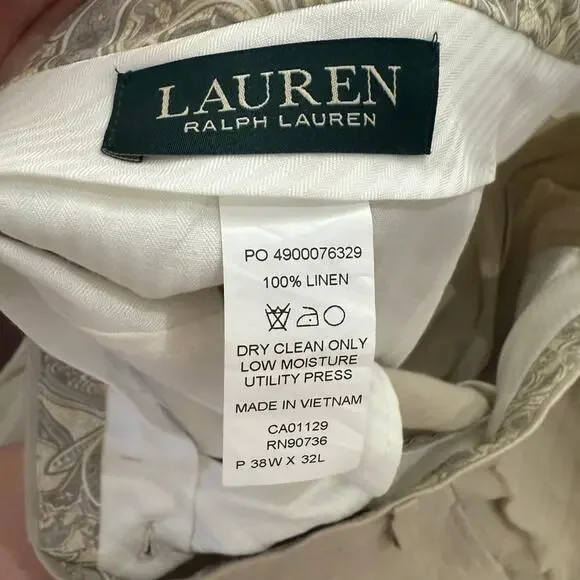 LAUREN
RALPH LAUREN
PO 4900076329
100% LINEN
DRY CLEAN ONLY
LOW MOISTURE
UTILITY PRESS
MADE IN VIETNAM
CA01129
RN90736
P 38W X 32L